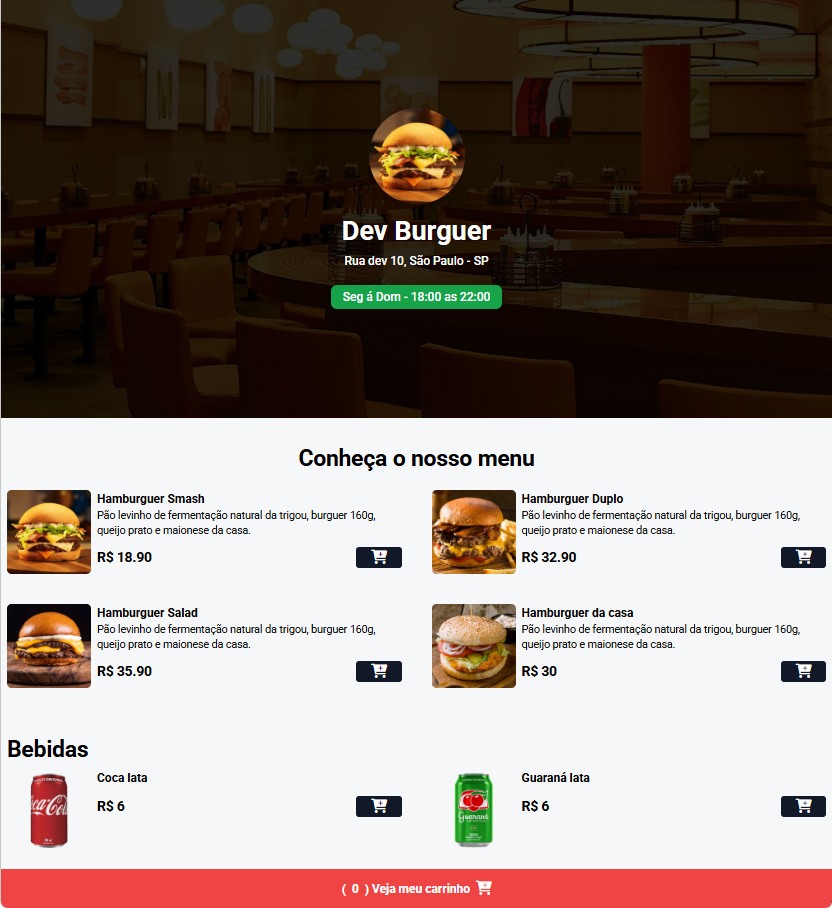 Dev Burguer
Rua dev 10, São Paulo - SP
Seg á Dom - 18:00 as 22:00
Conheça o nosso menu
Hamburguer Smash
Pão levinho de fermentação natural da trigou, burguer 160g,
queijo prato e maionese da casa.
R$ 18.90
Hamburguer Duplo
Pão levinho de fermentação natural da trigou, burguer 160g,
queijo prato e maionese da casa.
R$ 32.90
Hamburguer Salad
Pão levinho de fermentação natural da trigou, burguer 160g,
queijo prato e maionese da casa.
R$ 35.90
Hamburguer da casa
Pão levinho de fermentação natural da trigou, burguer 160g,
queijo prato e maionese da casa.
R$ 30
Bebidas
Coca lata
R$ 6
Guaraná lata
R$ 6
Guaraná
( 0 ) Veja meu carrinho